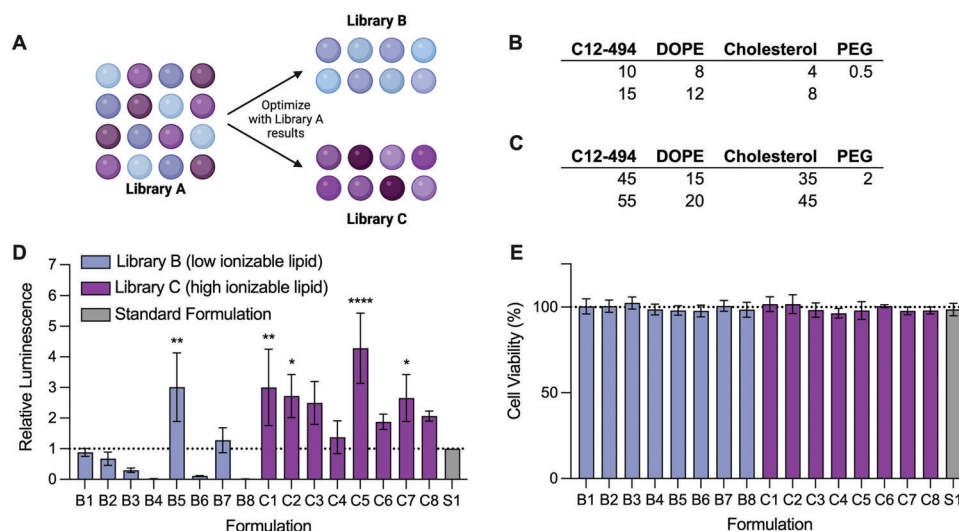 A
Library B
Optimize
with Library A
results
Library A
Library C
B
C12-494 DOPE Cholesterol PEG
10 8 4 0.5
15 12 8
C
C12-494 DOPE Cholesterol PEG
45 15 35 2
55 20 45
D
Library B (low ionizable lipid)
Library C (high ionizable lipid)
Standard Formulation
Relative Luminescence
7
6
5
4
3
2
1
0
**
**
*
****
*
B1 B2 B3 B4 B5 B6 B7 B8 C1 C2 C3 C4 C5 C6 C7 C8 S1
Formulation
E
Cell Viability (%)
100
50
0
B1 B2 B3 B4 B5 B6 B7 B8 C1 C2 C3 C4 C5 C6 C7 C8 S1
Formulation